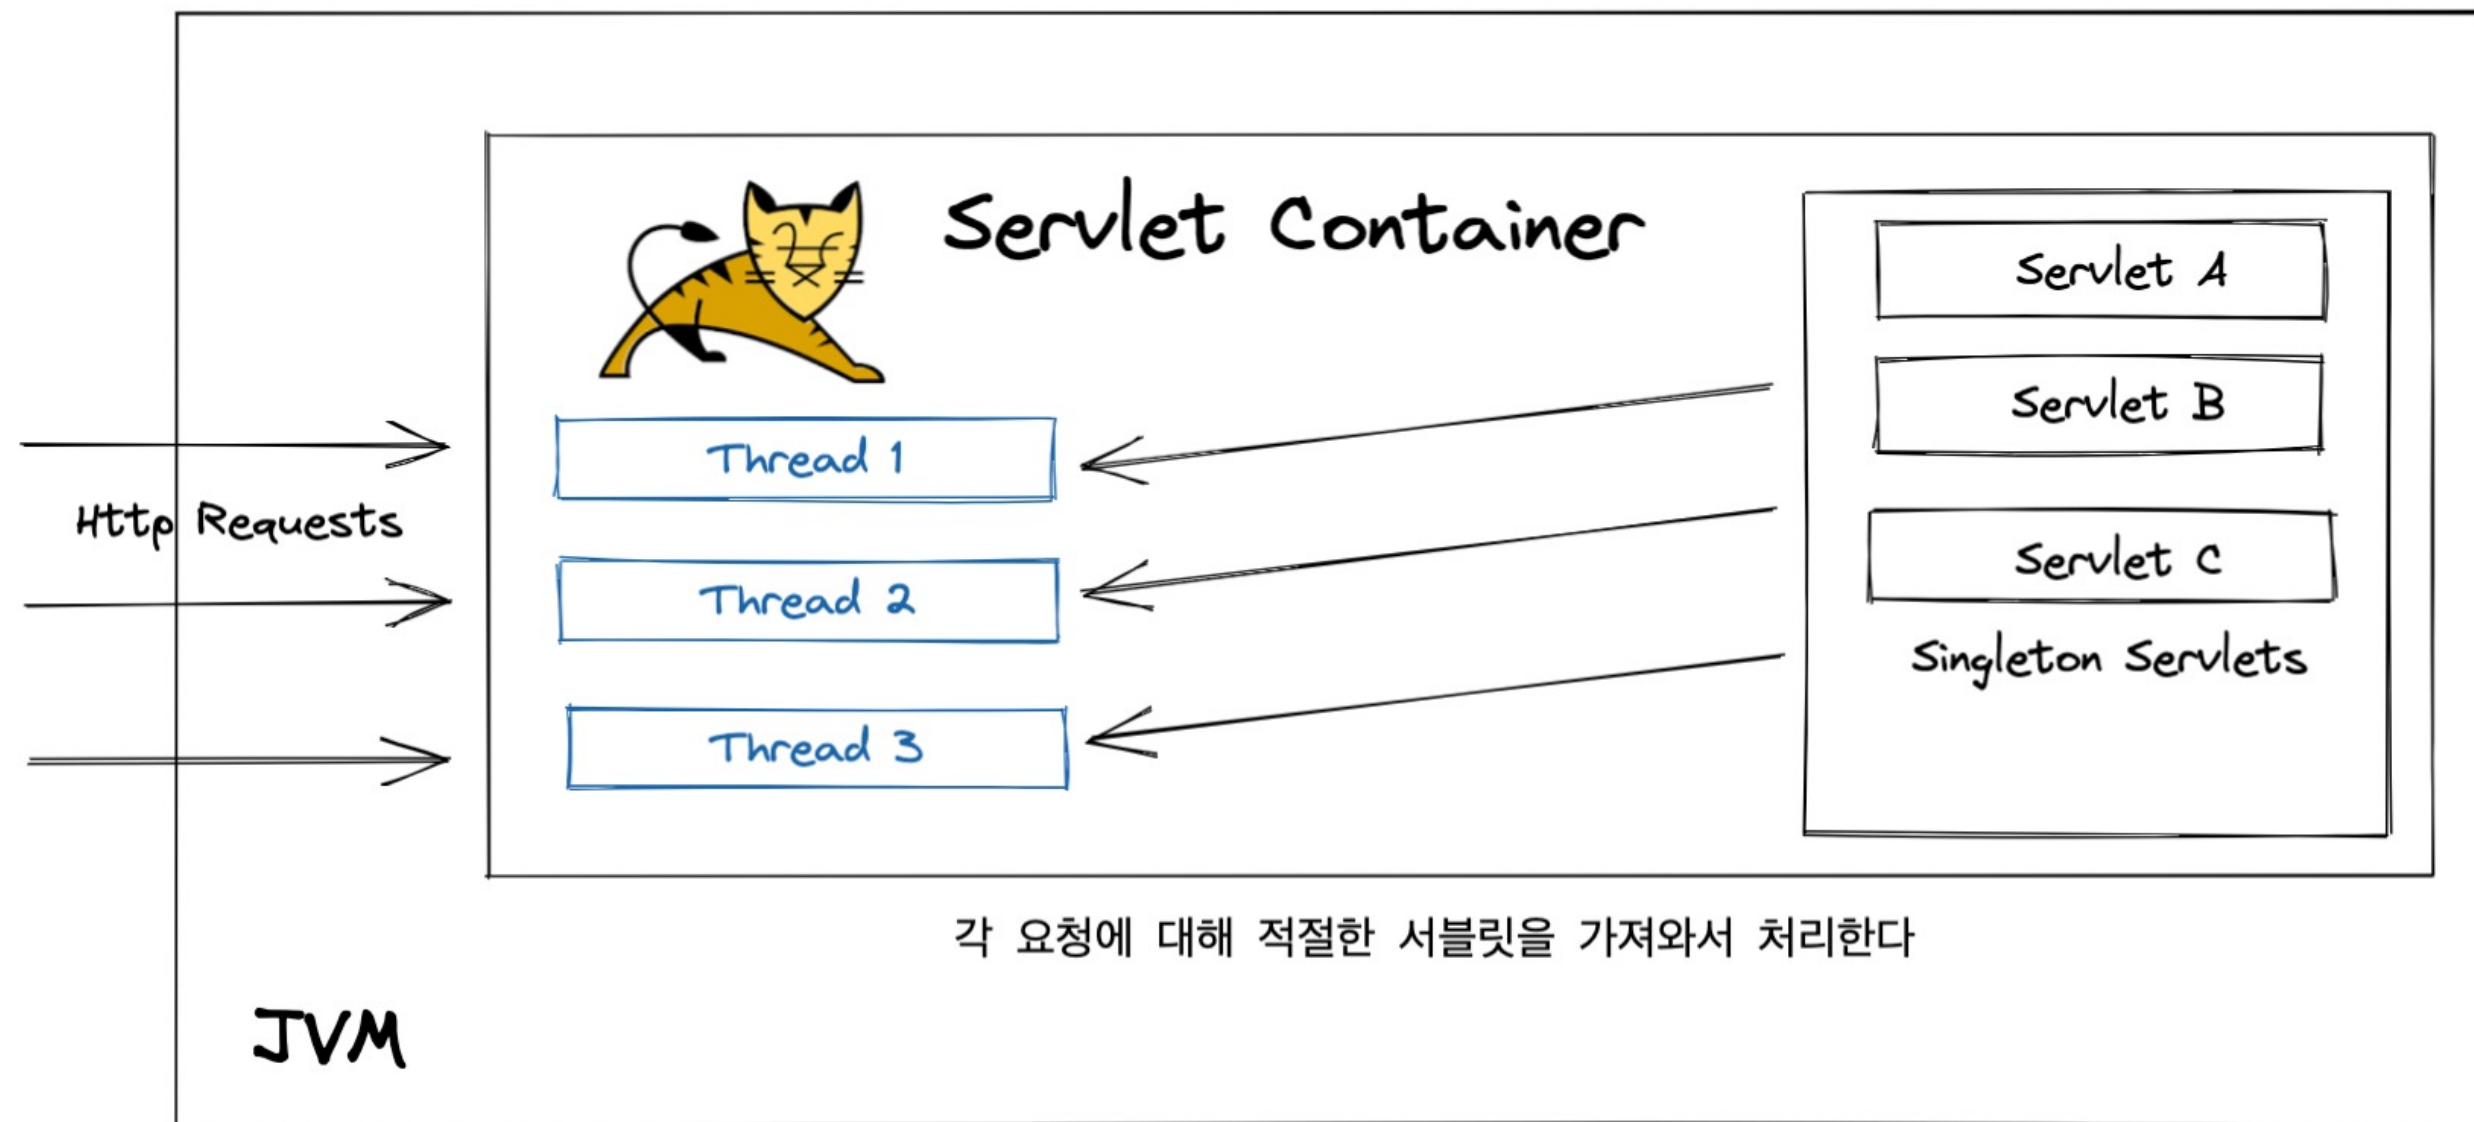 Servlet Container
Servlet A
Servlet B
Servlet C
Singleton Servlets
Http Requests
Thread 1
Thread 2
Thread 3
각 요청에 대해 적절한 서블릿을 가져와서 처리한다
JVM